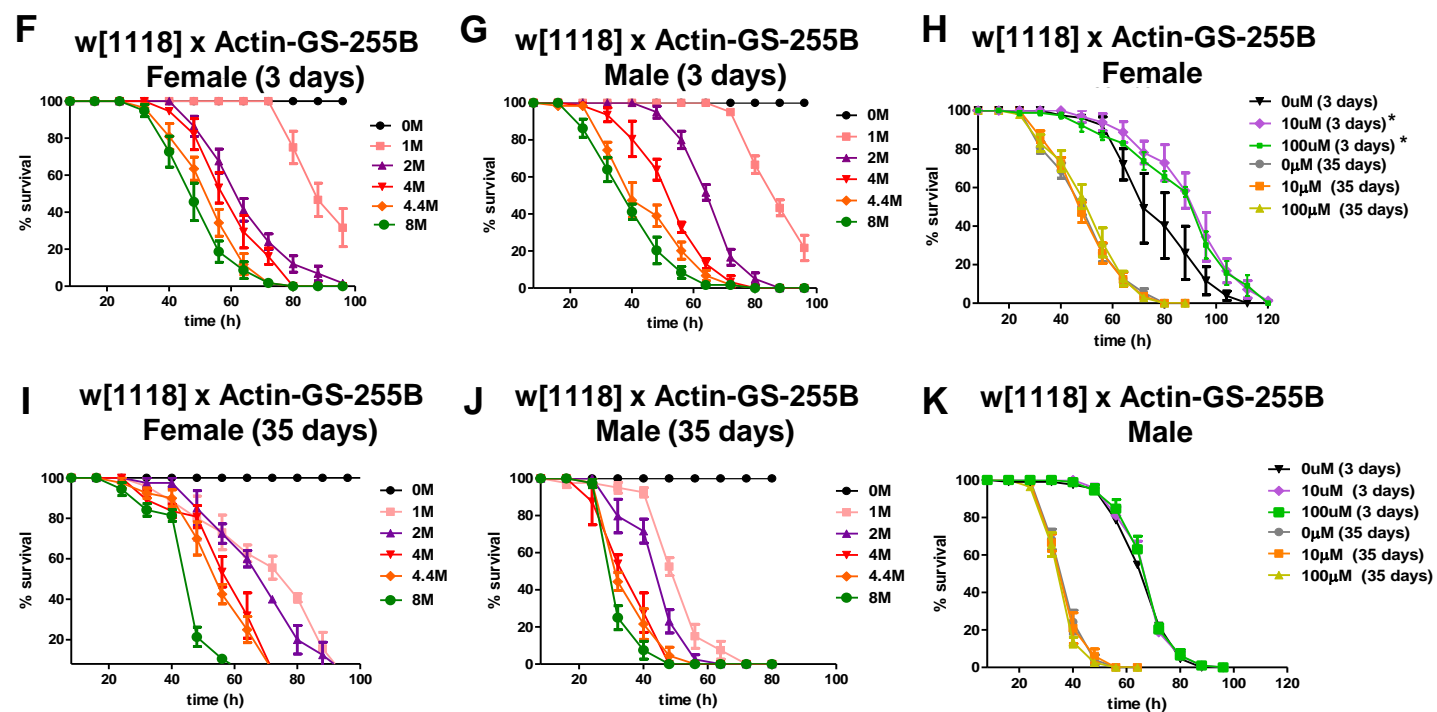 F
w[1118] x Actin-GS-255B
Female (3 days)
100
80
60
40
20
0
20
40
60
80
100
% survival
time (h)
0M
1M
2M
4M
4.4M
8M
G
w[1118] x Actin-GS-255B
Male (3 days)
100
80
60
40
20
0
20
40
60
80
100
% survival
time (h)
0M
1M
2M
4M
4.4M
8M
H
w[1118] x Actin-GS-255B
Female
100
80
60
40
20
0
20
40
60
80
100
120
% survival
time (h)
0uM (3 days)
10uM (3 days)*
100uM (3 days) *
0μM (35 days)
10μM (35 days)
100μM (35 days)
I
w[1118] x Actin-GS-255B
Female (35 days)
100
80
60
40
20
20
40
60
80
100
% survival
time (h)
0M
1M
2M
4M
4.4M
8M
J
w[1118] x Actin-GS-255B
Male (35 days)
100
80
60
40
20
20
40
60
80
100
% survival
time (h)
0M
1M
2M
4M
4.4M
8M
K
w[1118] x Actin-GS-255B
Male
100
80
60
40
20
0
20
40
60
80
100
120
% survival
time (h)
0uM (3 days)
10uM (3 days)
100uM (3 days)
0μM (35 days)
10μM (35 days)
100μM (35 days)